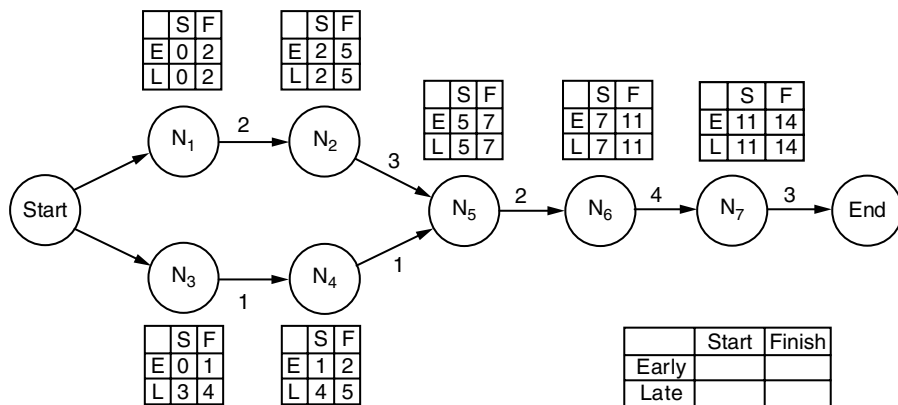 S F
E 0 2
L 0 2
S F
E 2 5
L 2 5
S F
E 5 7
L 5 7
S F
E 7 11
L 7 11
S F
E 11 14
L 11 14
Start
N1
2
N2
3
N5
2
N6
4
N7
3
End
N3
1
N4
1
S F
E 0 1
L 3 4
S F
E 1 2
L 4 5
Start Finish
Early
Late